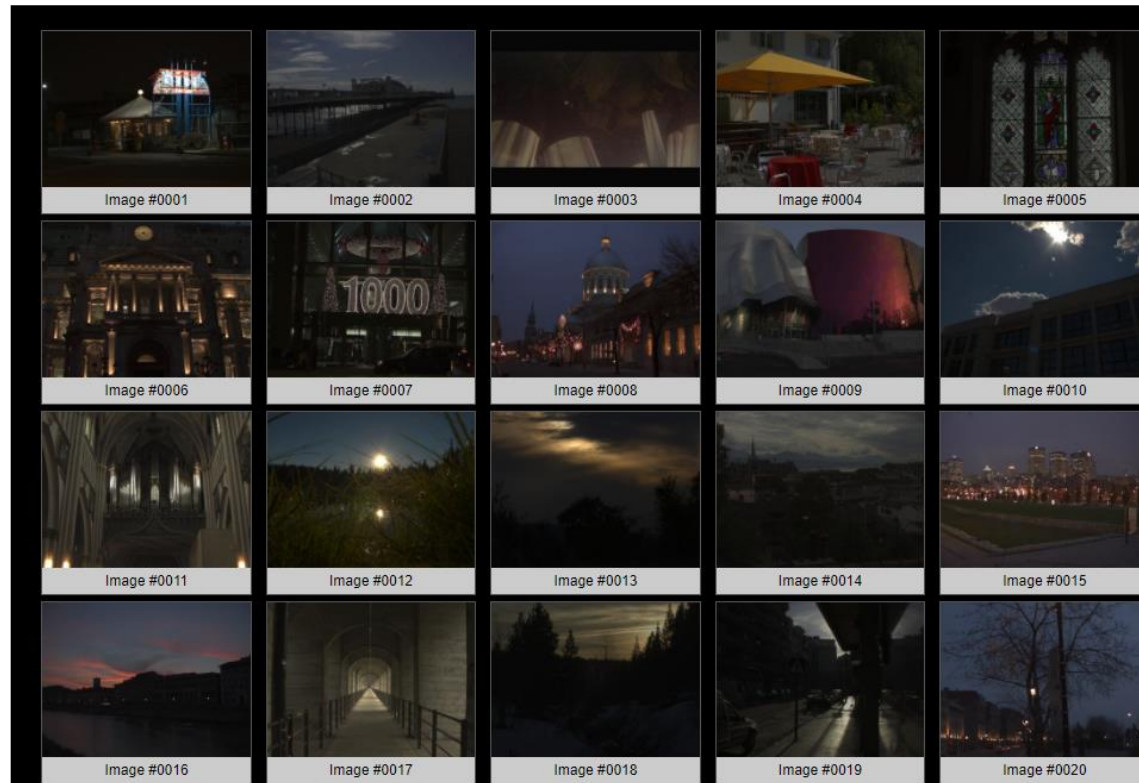 Image #0001
Image #0002
Image #0003
Image #0004
Image #0005
1000
Image #0006
Image #0007
Image #0008
Image #0009
Image #0010
Image #0011
Image #0012
Image #0013
Image #0014
Image #0015
Image #0016
Image #0017
Image #0018
Image #0019
Image #0020